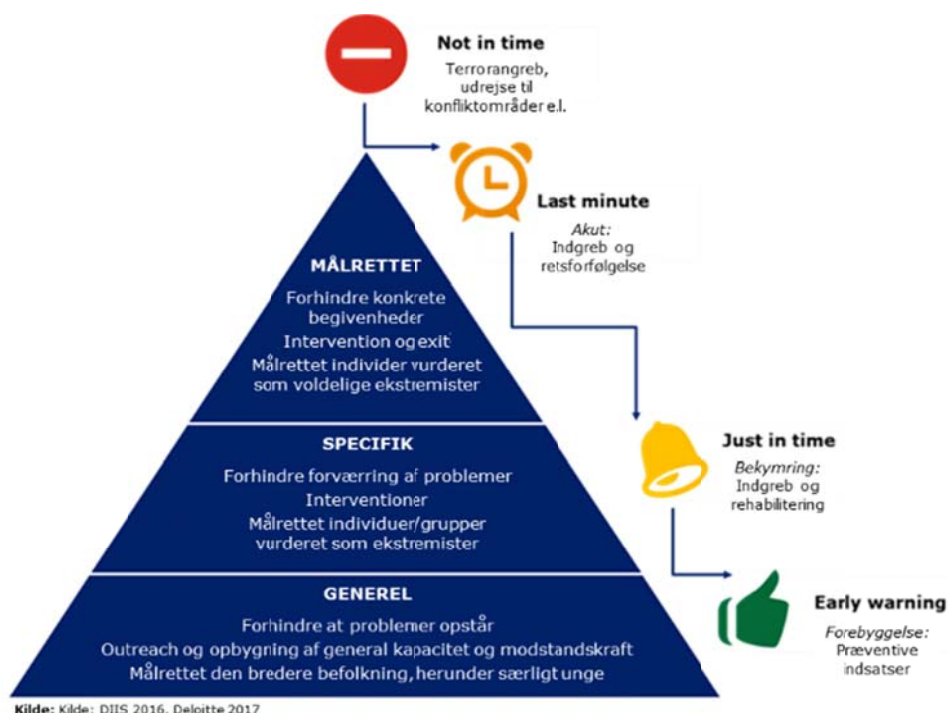 Not in time
Terrorangreb,
udrejse til
konfliktområder e.l.
Last minute
Akut:
Indgreb og
retsforfølgelse
MÅLRETTET
Forhindre konkrete
begivenheder
Intervention og exit
Målrettet individer vurderet
som voldelige ekstremister
Just in time
Bekymring:
Indgreb og
rehabilitering
SPECIFIK
Forhindre forværring af problemer
Interventioner
Målrettet individuer/grupper
vurderet som ekstremister
Early warning
Forebyggelse:
Præventive
indsatser
GENEREL
Forhindre at problemer opstår
Outreach og opbygning af general kapacitet og modstandskraft
Målrettet den bredere befolkning, herunder særligt unge
Kilde: Kilde: DIIS 2016, Deloitte 2017